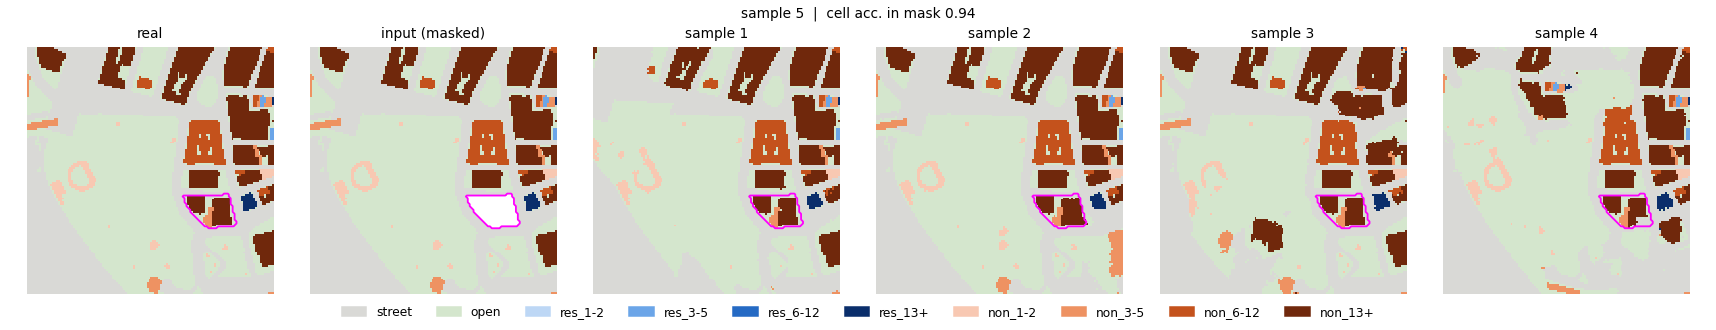 sample 5 | cell acc. in mask 0.94
real input (masked) sample 1 sample 2 sample 3 sample 4
street open res_1-2 res_3-5 res_6-12 res_13+ non_1-2 non_3-5 non_6-12 non_13+